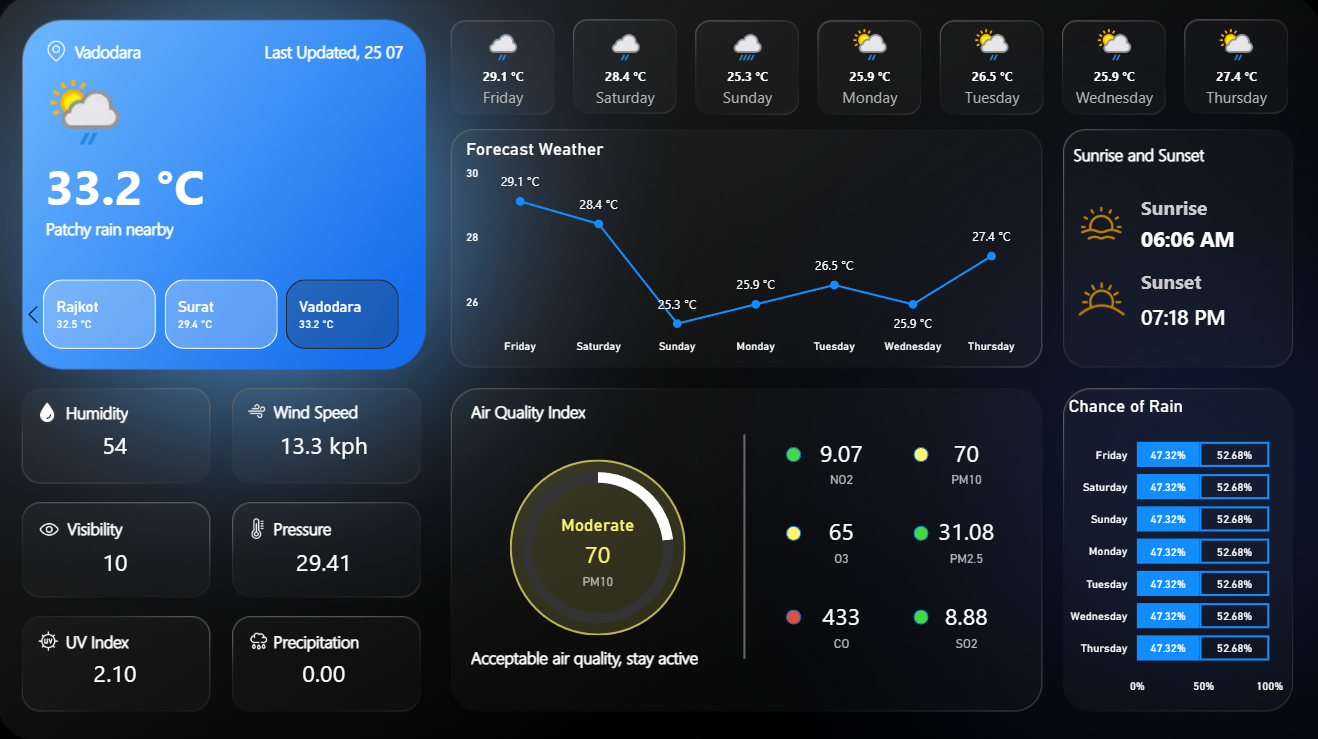 Vadodara
Last Updated, 25 07
33.2 °C
Patchy rain nearby
Rajkot
32.5 °C
Surat
29.4 °C
Vadodara
33.2 °C
29.1 °C
Friday
28.4 °C
Saturday
25.3 °C
Sunday
25.9 °C
Monday
26.5 °C
Tuesday
25.9 °C
Wednesday
27.4 °C
Thursday
Forecast Weather
30
28
26
29.1 °C
28.4 °C
25.3 °C
25.9 °C
26.5 °C
25.9 °C
27.4 °C
Friday
Saturday
Sunday
Monday
Tuesday
Wednesday
Thursday
Sunrise and Sunset
Sunrise
06:06 AM
Sunset
07:18 PM
Humidity
54
Wind Speed
13.3 kph
Visibility
10
Pressure
29.41
UV
UV Index
2.10
Precipitation
0.00
Air Quality Index
Moderate
70
PM10
Acceptable air quality, stay active
9.07
NO2
70
PM10
65
O3
31.08
PM2.5
433
CO
8.88
SO2
Chance of Rain
Friday 47.32% 52.68%
Saturday 47.32% 52.68%
Sunday 47.32% 52.68%
Monday 47.32% 52.68%
Tuesday 47.32% 52.68%
Wednesday 47.32% 52.68%
Thursday 47.32% 52.68%
0% 50% 100%